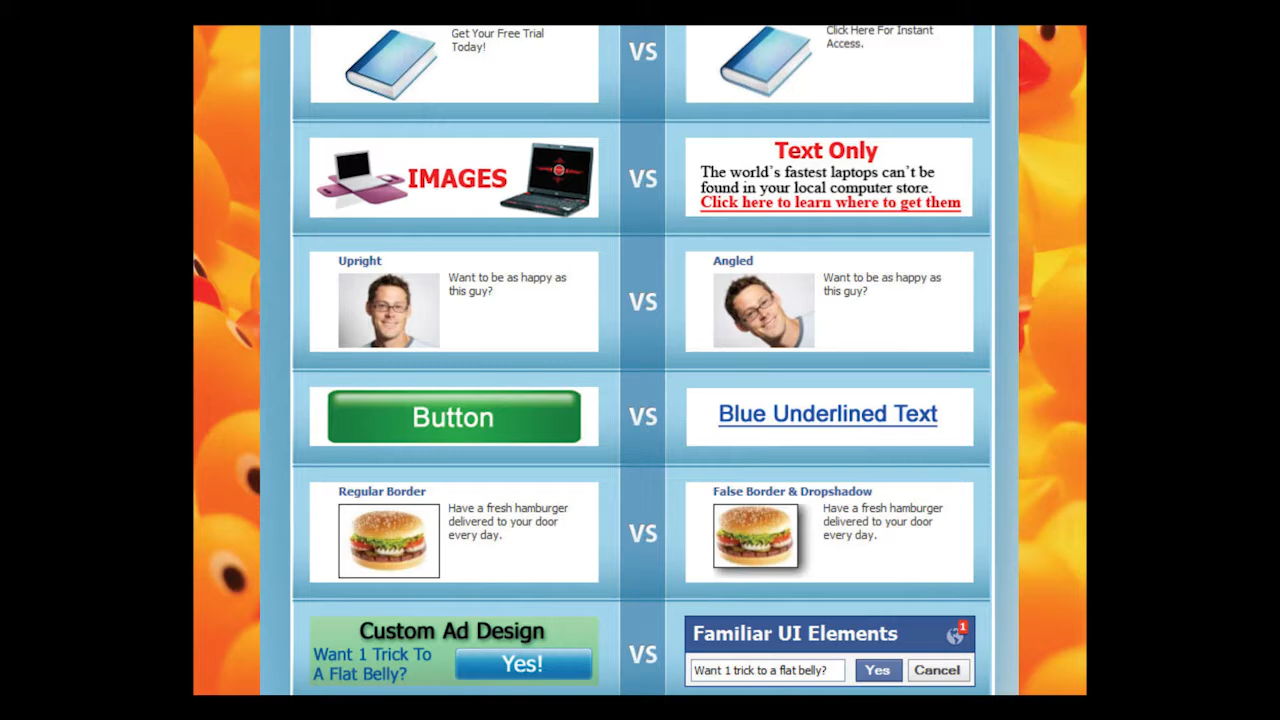 Get Your Free Trial
Today!
VS
Click Here For Instant
Access.
IMAGES
VS
Text Only
The world's fastest laptops can't be
found in your local computer store.
Click here to learn where to get them
Upright
Want to be as happy as
this guy?
VS
Angled
Want to be as happy as
this guy?
Button
VS
Blue Underlined Text
Regular Border
Have a fresh hamburger
delivered to your door
every day.
VS
False Border & Dropshadow
Have a fresh hamburger
delivered to your door
every day.
Custom Ad Design
Want 1 Trick To
A Flat Belly?
Yes!
VS
Familiar UI Elements
1
Want 1 trick to a flat belly?
Yes
Cancel